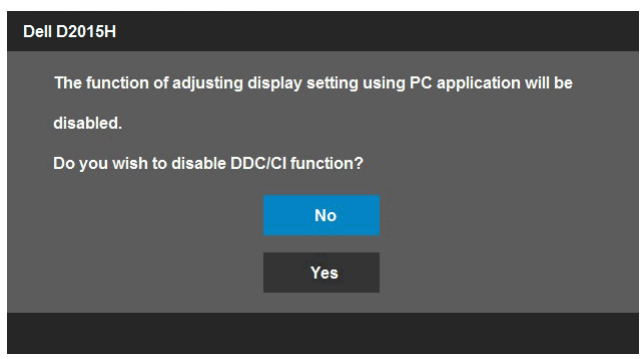 Dell D2015H
The function of adjusting display setting using PC application will be
disabled.
Do you wish to disable DDC/CI function?
No
Yes